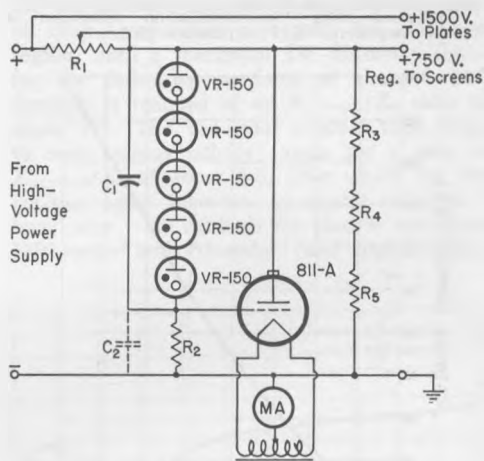 +1500V.
To Plates
+
R1
+750 V.
Reg. To Screens
VR-150
VR-150
R3
From
High-
Voltage
Power
Supply
C1
VR-150
R4
VR-150
811-A
VR-150
R5
C2
R2
−
MA